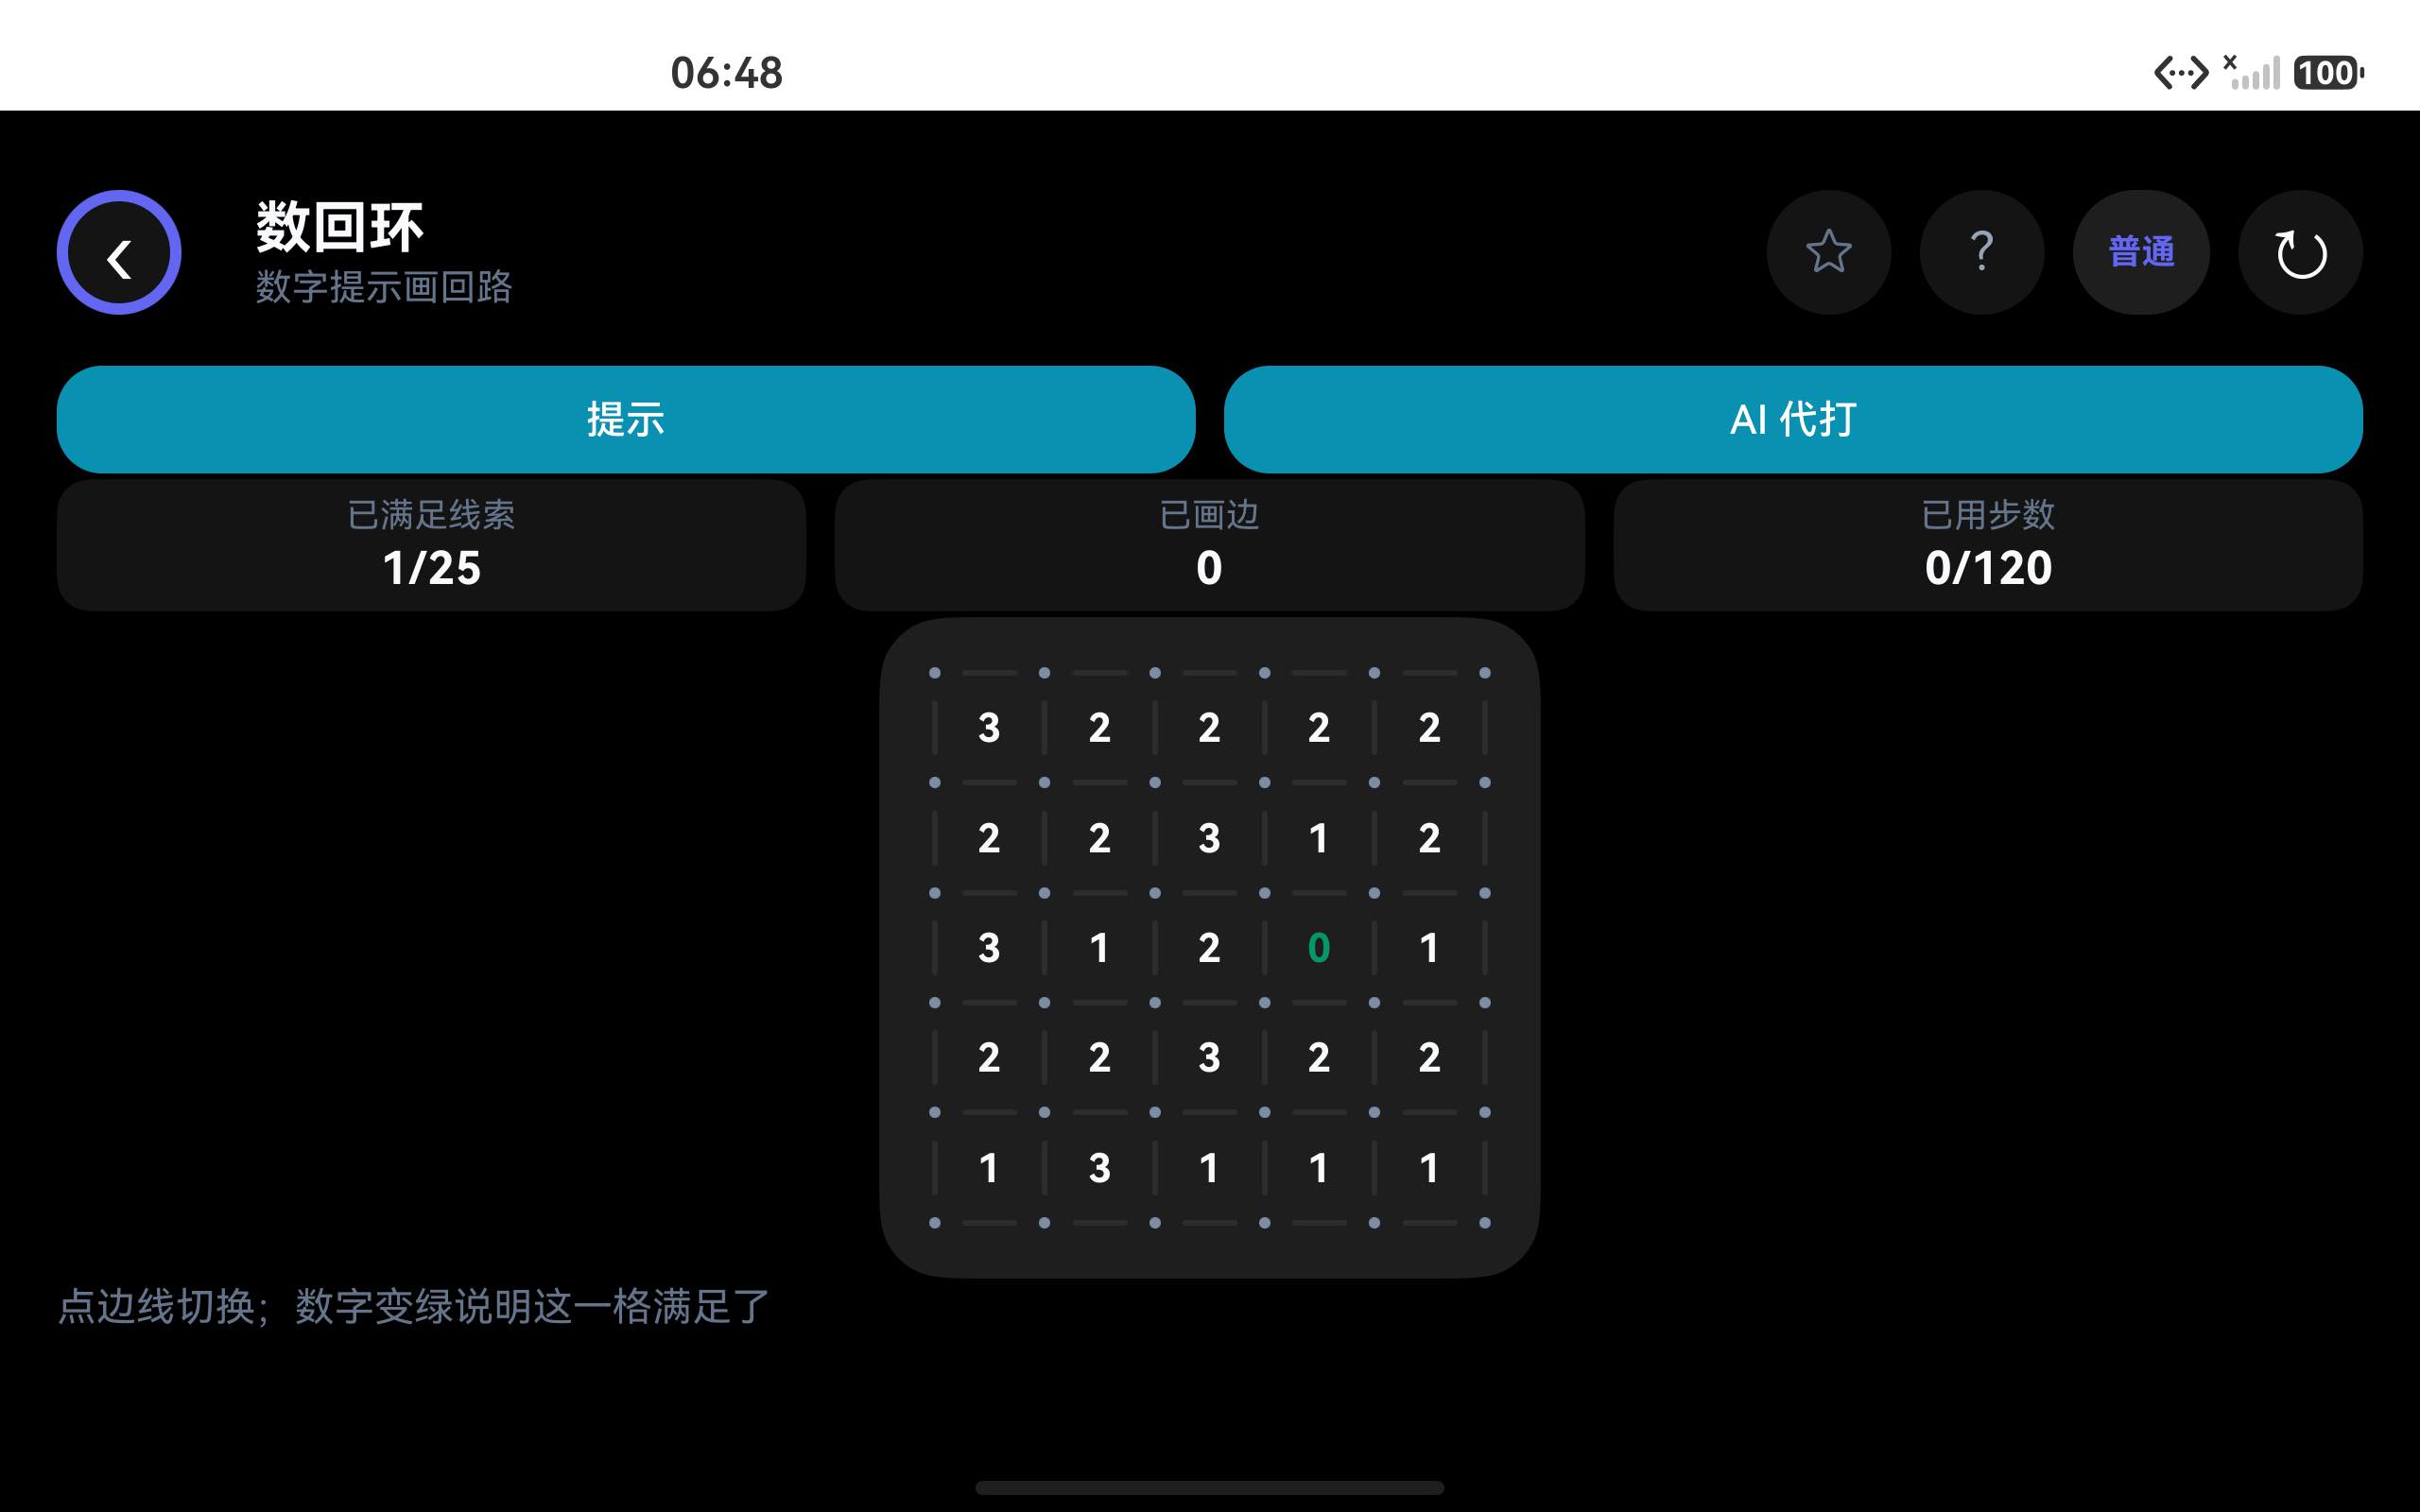 06:48
100
数回环
数字提示画回路
?
普通
提示
AI 代打
已满足线索
1/25
已画边
0
已用步数
0/120
3 2 2 2 2
2 2 3 1 2
3 1 2 0 1
2 2 3 2 2
1 3 1 1 1
点边线切换；数字变绿说明这一格满足了